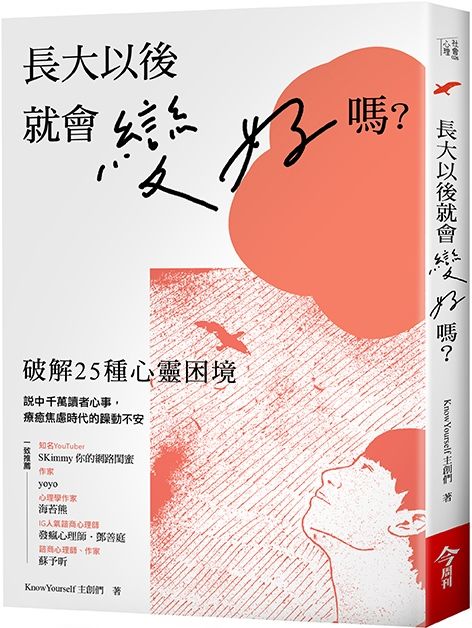 長大以後
就會變好嗎?
破解25種心靈困境
說中千萬讀者心事,
療癒焦慮時代的躁動不安
一致推薦
知名YouTuber
SKimmy 你的網路閨蜜
作家
yoyo
心理學作家
海苔熊
IG人氣諮商心理師
發瘋心理師・鄧善庭
諮商心理師、作家
蘇予昕
KnowYourself 主創們 著
社會心理
長大以後就會變好嗎?
KnowYourself 主創們 著
今周刊